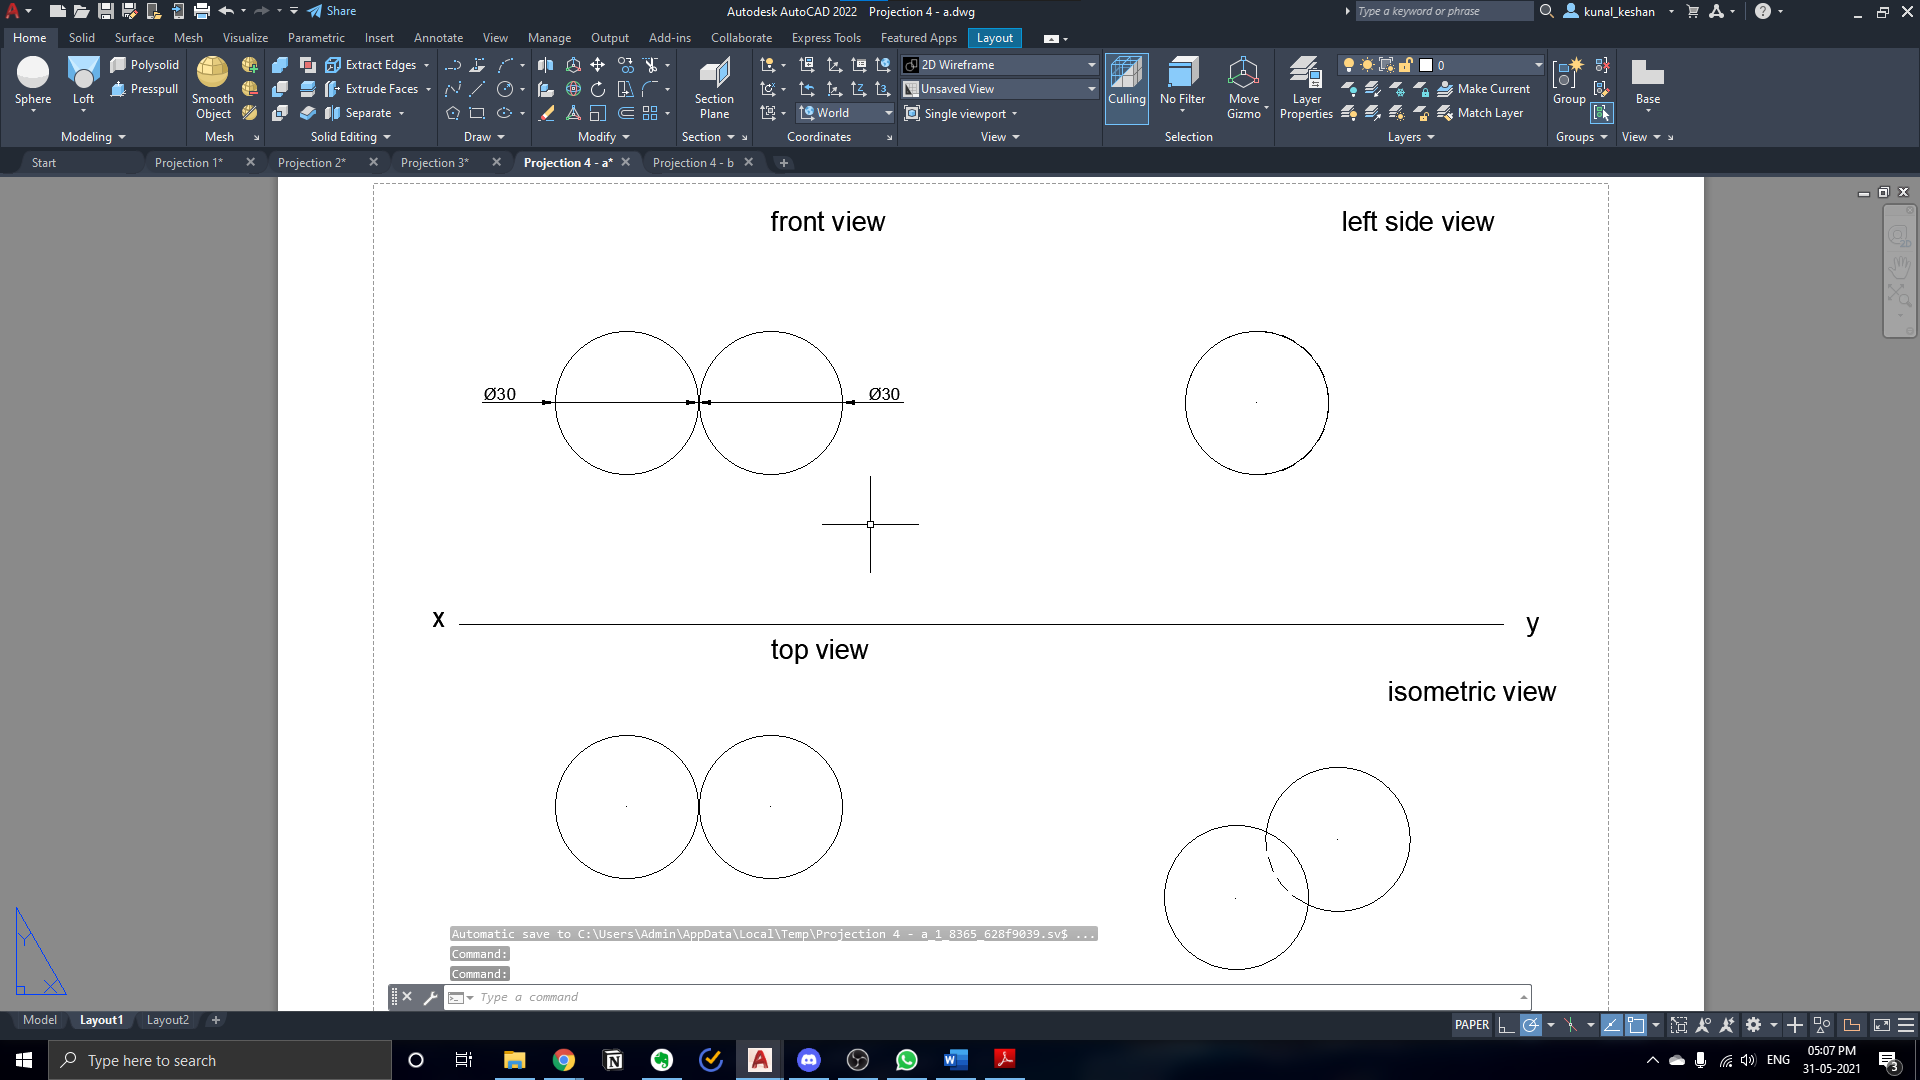 Share
Autodesk AutoCAD 2022 Projection 4 - a.dwg
Type a keyword or phrase
kunal_keshan
Home Solid Surface Mesh Visualize Parametric Insert Annotate View Manage Output Add-ins Collaborate Express Tools Featured Apps Layout
Sphere
Loft
Polysolid
Presspull
Modeling
Smooth Object
Mesh
Extract Edges
Extrude Faces
Separate
Solid Editing
Draw
Modify
Section Plane
Section
World
Coordinates
2D Wireframe
Unsaved View
Single viewport
View
Culling
No Filter
Move Gizmo
Selection
Layer Properties
0
Make Current
Match Layer
Layers
Group
Groups
Base
View
Start
Projection 1*
Projection 2*
Projection 3*
Projection 4 - a*
Projection 4 - b
front view
left side view
Ø30
Ø30
x
y
top view
isometric view
Automatic save to C:\Users\Admin\AppData\Local\Temp\Projection 4 - a_1_8365_628f9039.sv$ ...
Command:
Command:
Type a command
Y
X
Model
Layout1
Layout2
PAPER
Type here to search
ENG
05:07 PM
31-05-2021
3